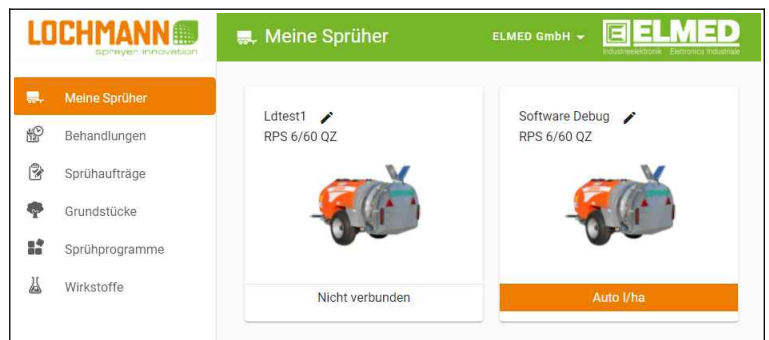 LOCHMANN
sprayer innovation
Meine Sprüher
ELMED GmbH
ELMED
Industrieelektronik Elettronica Industriale
Meine Sprüher
Behandlungen
Sprühaufträge
Grundstücke
Sprühprogramme
Wirkstoffe
Ldtest1
RPS 6/60 QZ
Nicht verbunden
Software Debug
RPS 6/60 QZ
Auto l/ha